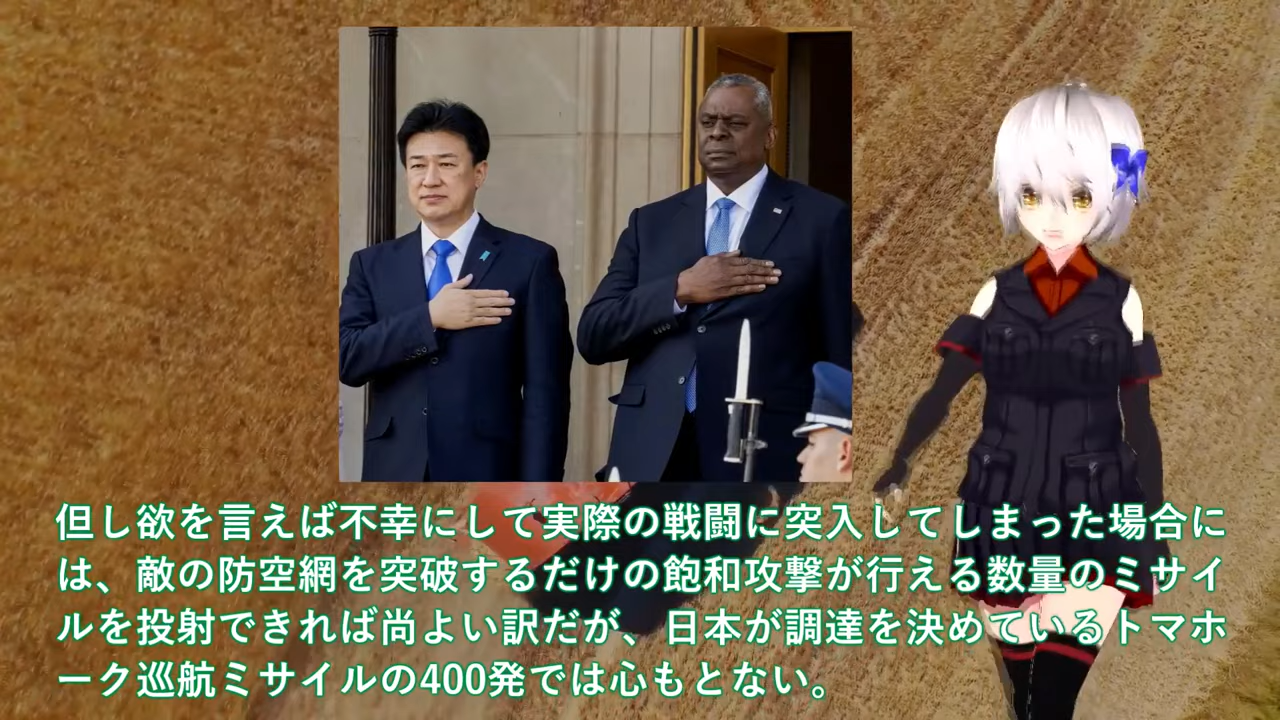 但し欲を言えば不幸にして実際の戦闘に突入してしまった場合に
は、敵の防空網を突破するだけの飽和攻撃が行える数量のミサイ
ルを投射できれば尚よい訳だが、日本が調達を決めているトマホ
ーク巡航ミサイルの400発では心もとない。